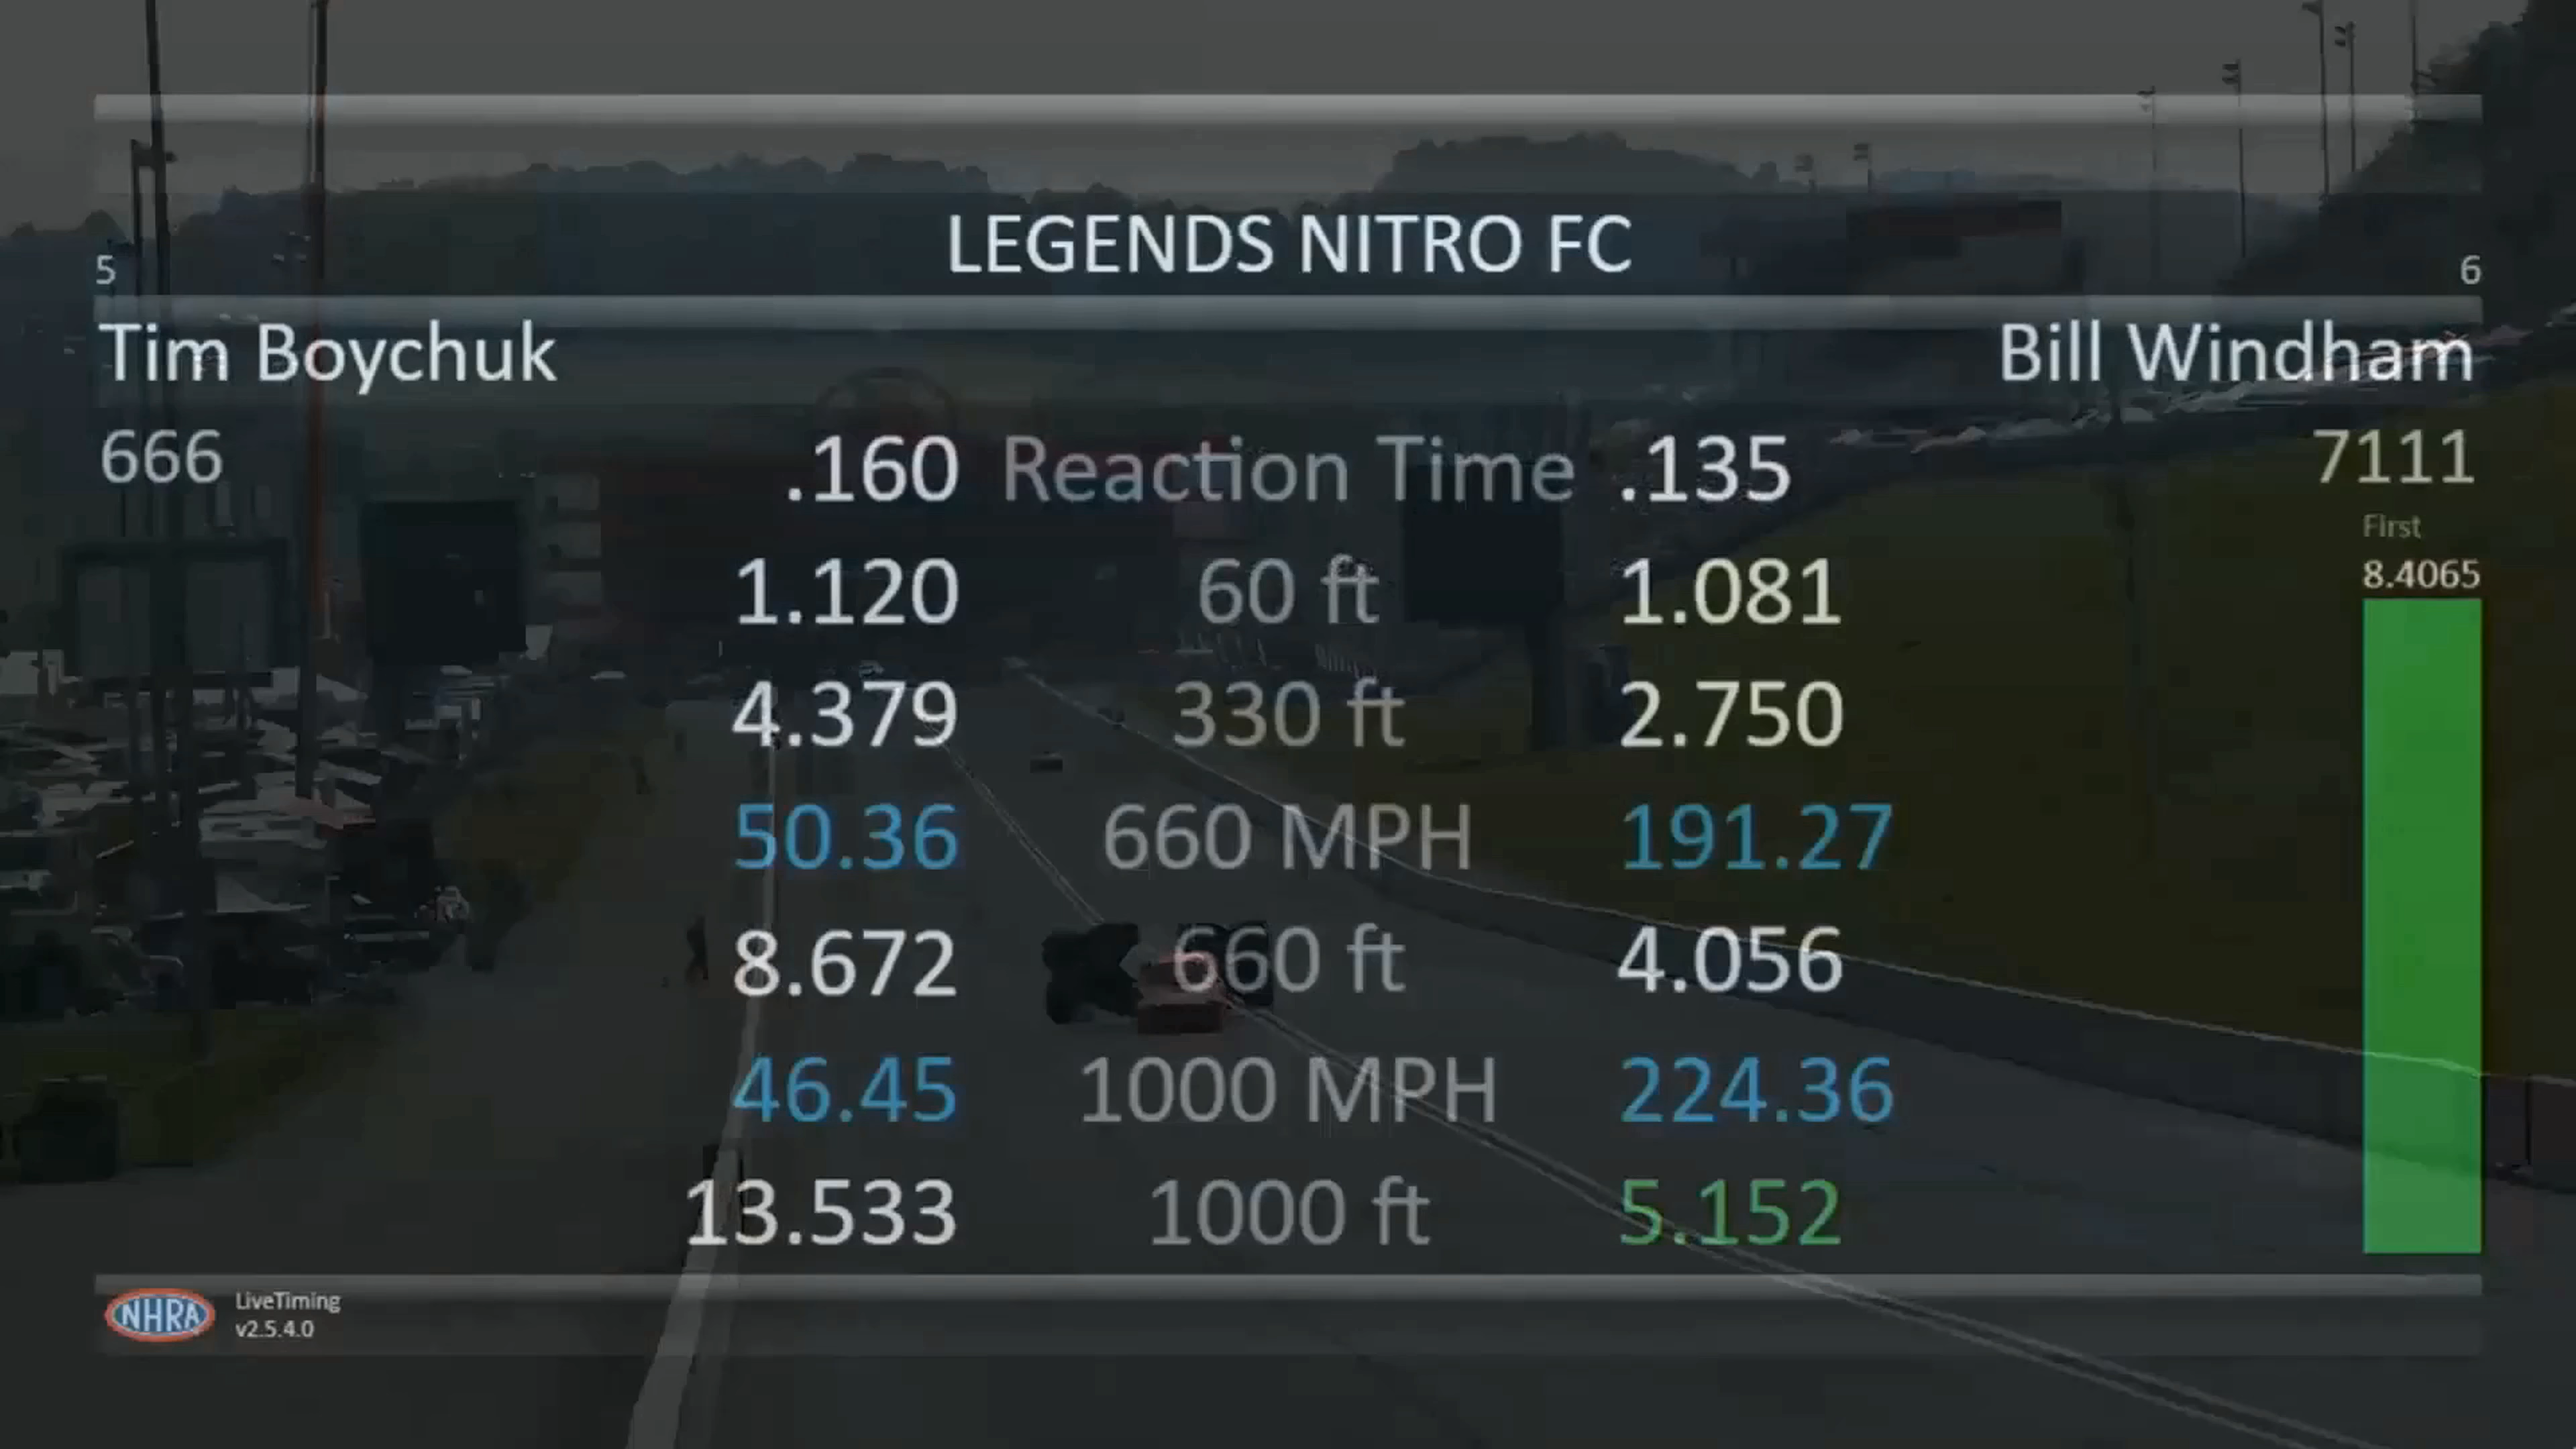 LEGENDS NITRO FC
5 6
Tim Boychuk Bill Windham
666 .160 Reaction Time .135 7111
First
1.120 60 ft 1.081 8.4065
4.379 330 ft 2.750
50.36 660 MPH 191.27
8.672 660 ft 4.056
46.45 1000 MPH 224.36
13.533 1000 ft 5.152
NHRA LiveTiming
v2.5.4.0